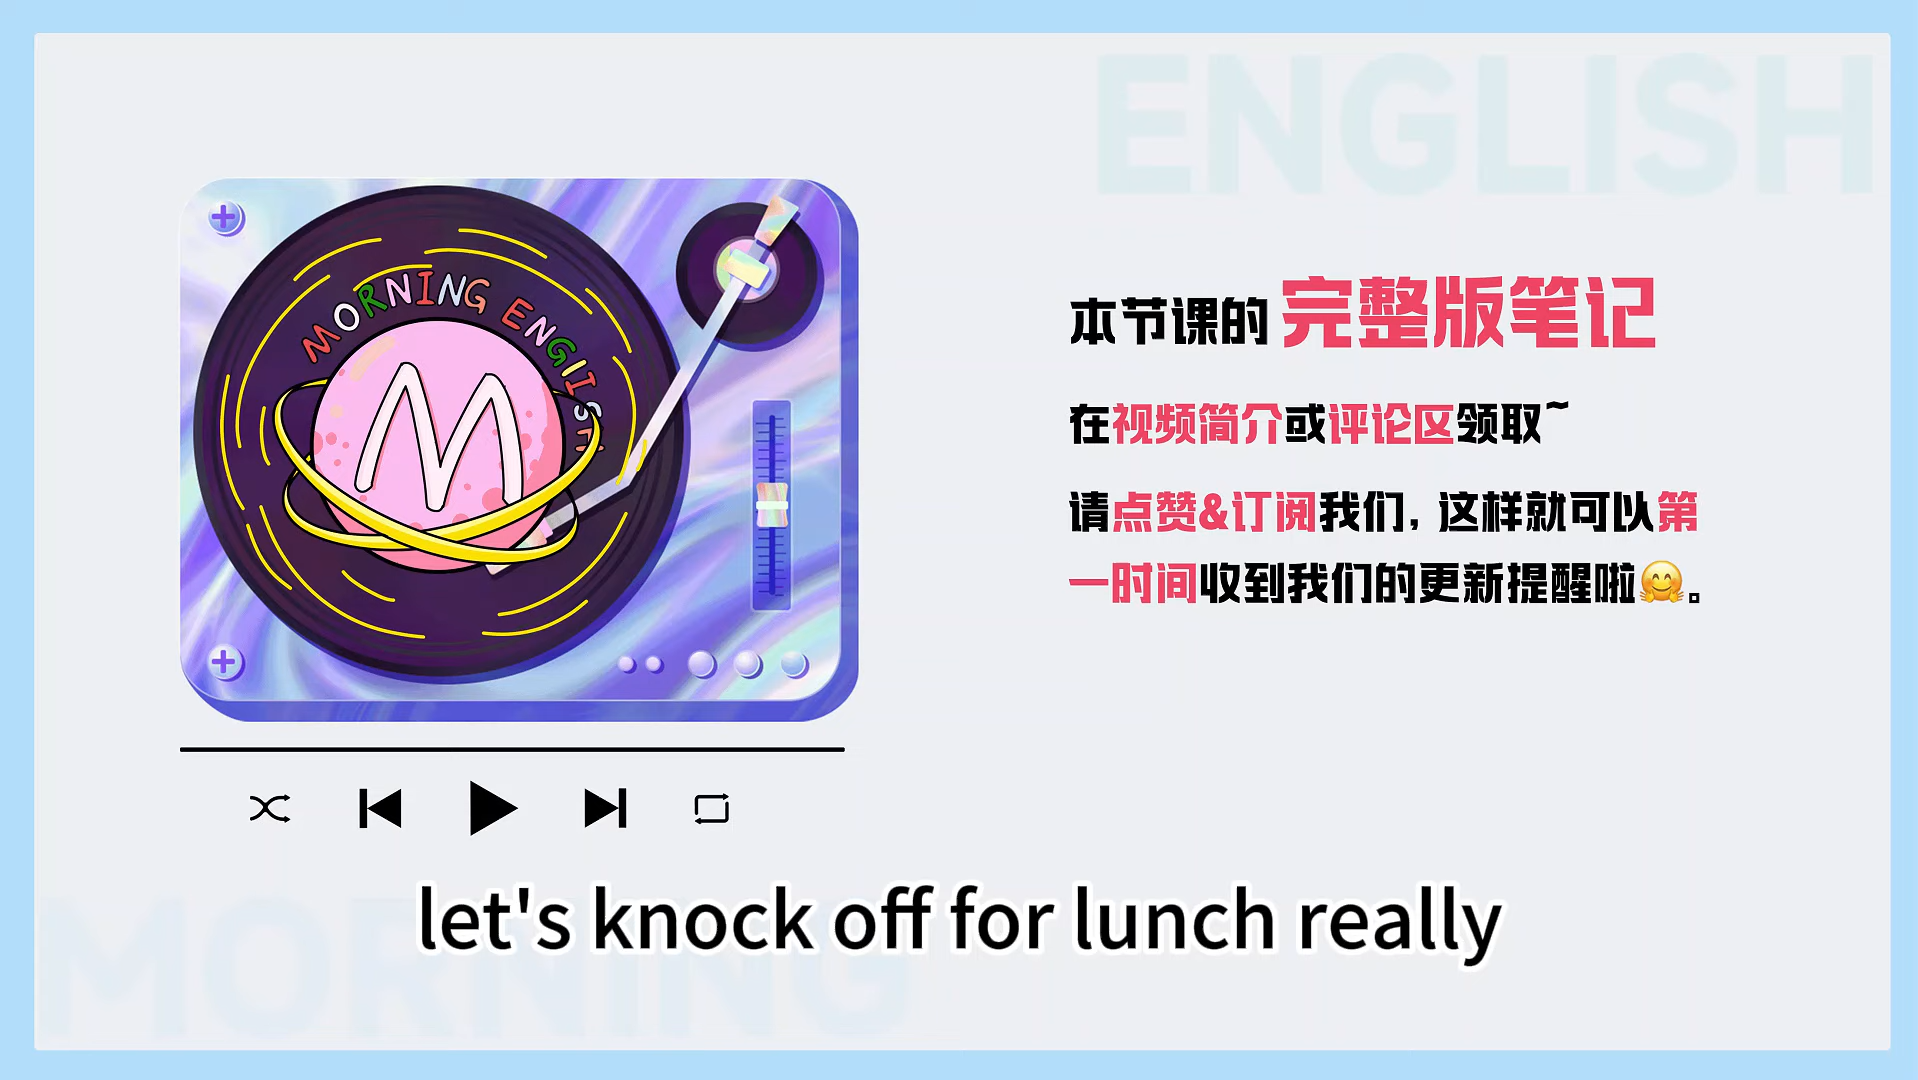 ENGLISH
MORNING ENGLISH
M
本节课的完整版笔记
在视频简介或评论区领取~
请点赞&订阅我们，这样就可以第
一时间收到我们的更新提醒啦🤗。
MORNING
let's knock off for lunch really